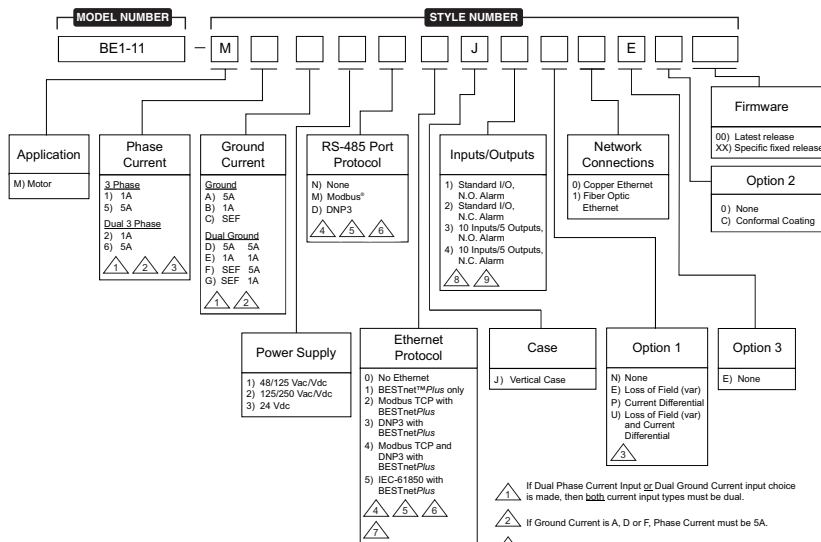 MODEL NUMBER
STYLE NUMBER
BE1-11 – M J E
Application
M) Motor
Phase
Current
3 Phase
1) 1A
5) 5A
Dual 3 Phase
2) 1A
6) 5A
1 2 3
Ground
Current
Ground
A) 5A
B) 1A
C) SEF
Dual Ground
D) 5A 5A
E) 1A 1A
F) SEF 5A
G) SEF 1A
1 2
RS-485 Port
Protocol
N) None
M) Modbus®
D) DNP3
4 5 6
Inputs/Outputs
1) Standard I/O,
N.O. Alarm
2) Standard I/O,
N.C. Alarm
3) 10 Inputs/5 Outputs,
N.O. Alarm
4) 10 Inputs/5 Outputs,
N.C. Alarm
8 9
Network
Connections
0) Copper Ethernet
1) Fiber Optic
Ethernet
Firmware
00) Latest release
XX) Specific fixed release
Option 2
0) None
C) Conformal Coating
Power Supply
1) 48/125 Vac/Vdc
2) 125/250 Vac/Vdc
3) 24 Vdc
Ethernet
Protocol
0) No Ethernet
1) BESTnet™Plus only
2) Modbus TCP with
BESTnetPlus
3) DNP3 with
BESTnetPlus
4) Modbus TCP and
DNP3 with
BESTnetPlus
5) IEC-61850 with
BESTnetPlus
4 5 6
7
Case
J) Vertical Case
Option 1
N) None
E) Loss of Field (var)
P) Current Differential
U) Loss of Field (var)
and Current
Differential
3
Option 3
E) None
1 If Dual Phase Current Input or Dual Ground Current input choice
is made, then both current input types must be dual.
2 If Ground Current is A, D or F, Phase Current must be 5A.